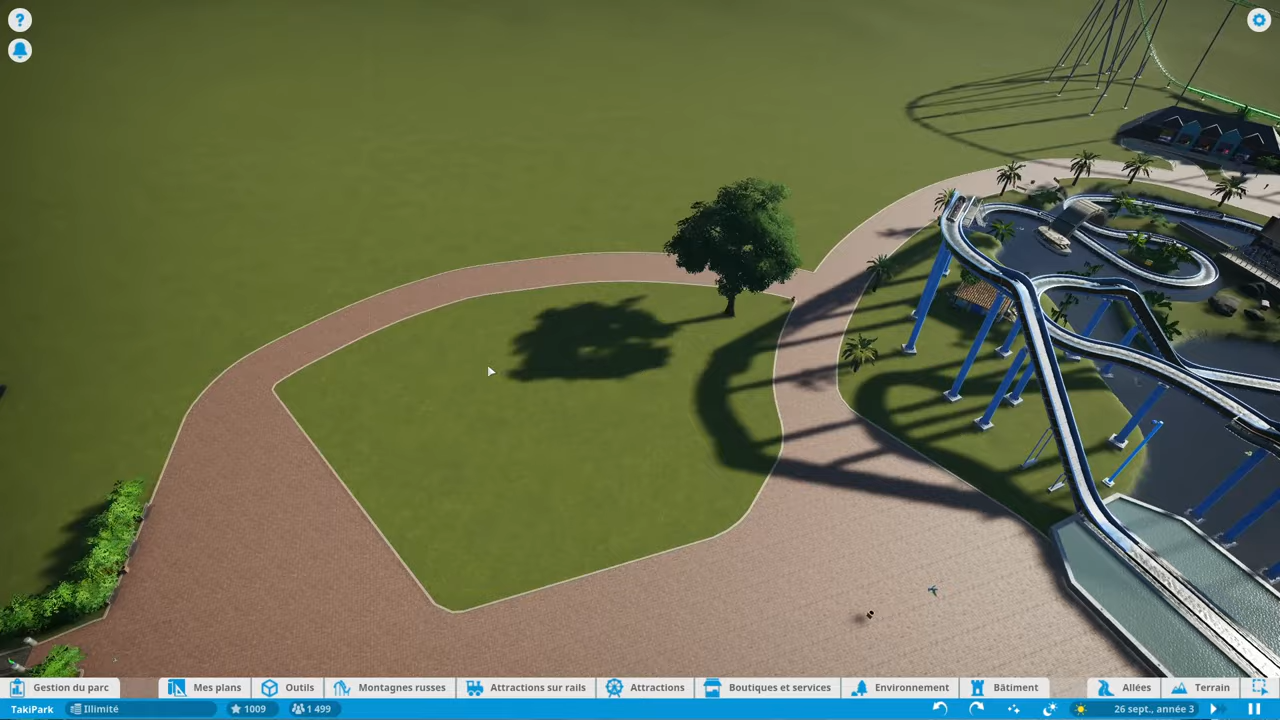 ?
Gestion du parc Mes plans Outils Montagnes russes Attractions sur rails Attractions Boutiques et services Environnement Bâtiment Allées Terrain
TakiPark Illimité 1009 1 499 26 sept., année 3